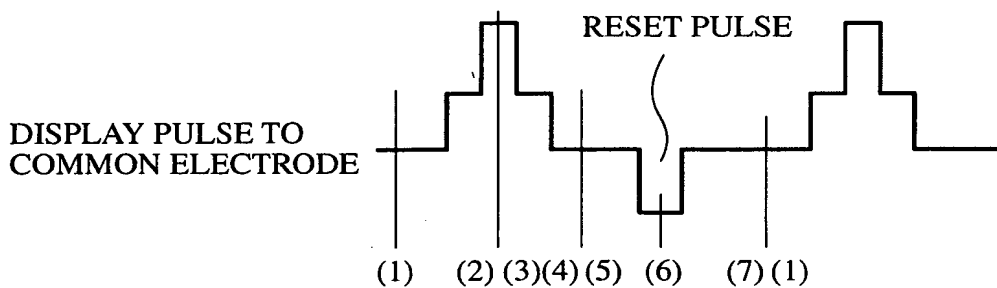 RESET PULSE
DISPLAY PULSE TO
COMMON ELECTRODE
(1) (2) (3)(4) (5) (6) (7) (1)